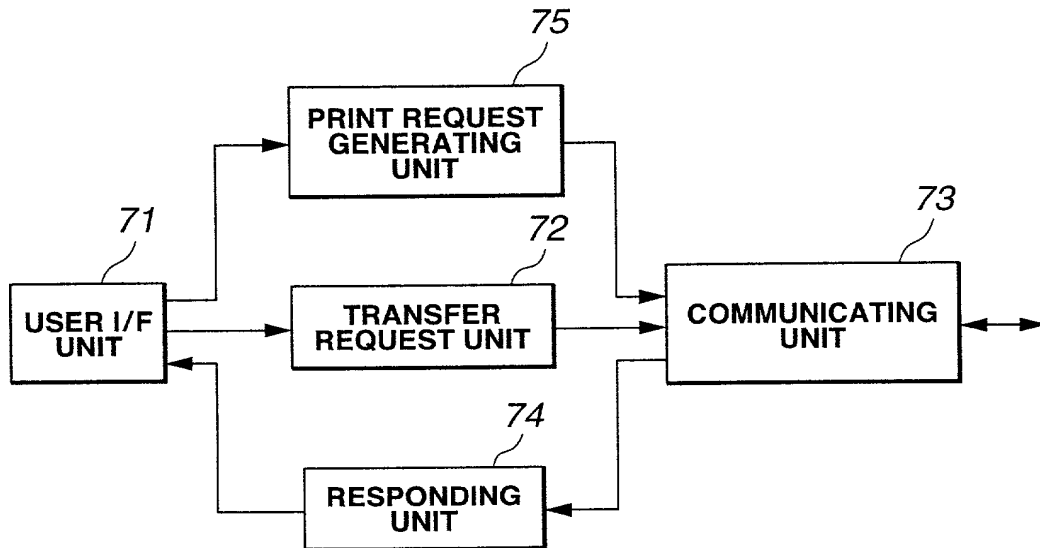 75
PRINT REQUEST
GENERATING
UNIT
71
72
73
USER I/F
UNIT
TRANSFER
REQUEST UNIT
COMMUNICATING
UNIT
74
RESPONDING
UNIT